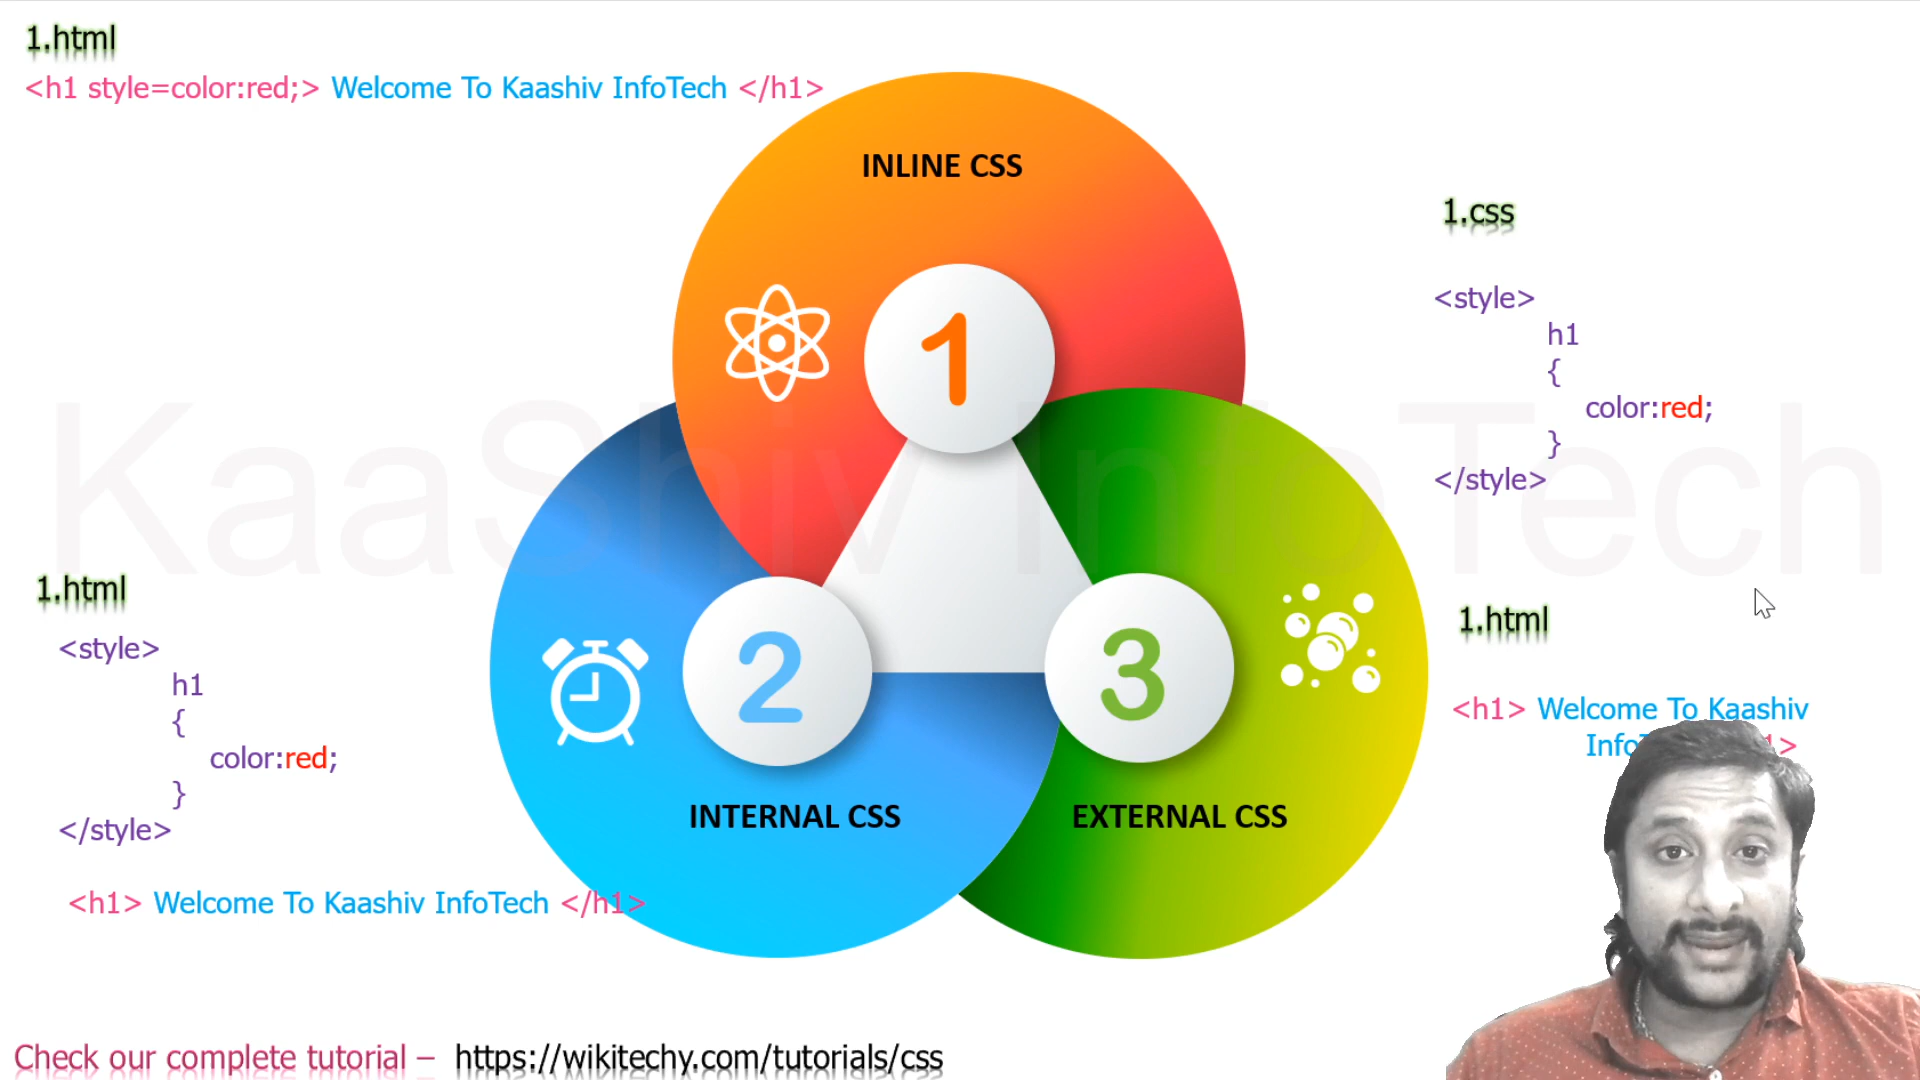 1.html
<h1 style=color:red;> Welcome To Kaashiv InfoTech </h1>
INLINE CSS
1
1.css
<style>
h1
{
color:red;
}
</style>
KaaShiv InfoTech
1.html
<style>
h1
{
color:red;
}
</style>
<h1> Welcome To Kaashiv InfoTech </h1>
2
INTERNAL CSS
3
EXTERNAL CSS
1.html
<h1> Welcome To Kaashiv
Check our complete tutorial – https://wikitechy.com/tutorials/css